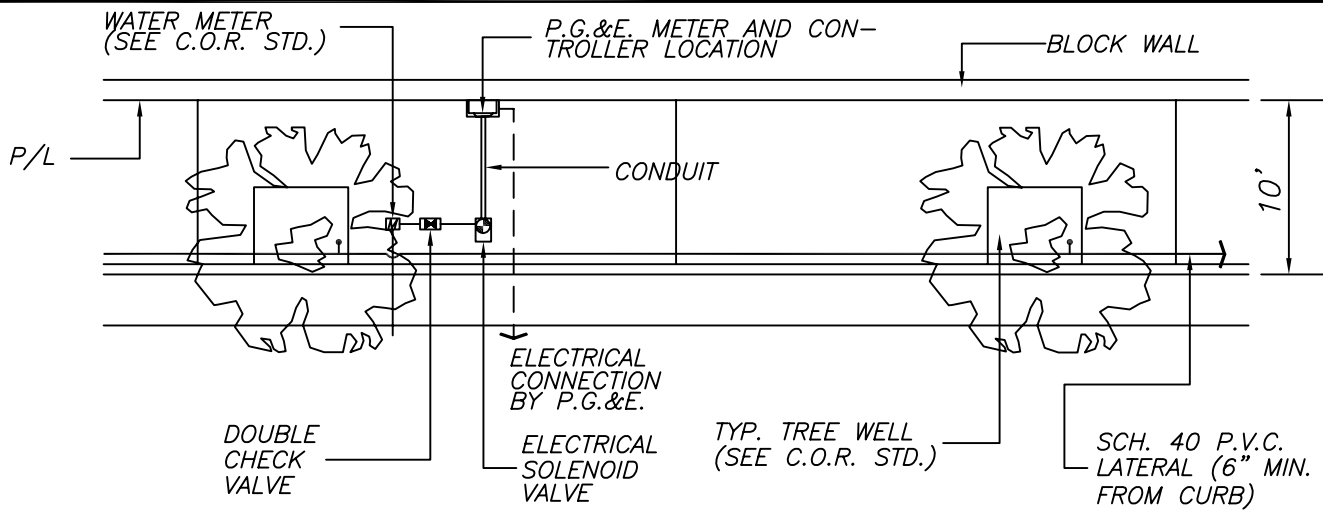 WATER METER
(SEE C.O.R. STD.)
P.G.&E. METER AND CON-
TROLLER LOCATION
BLOCK WALL
P/L
CONDUIT
10'
ELECTRICAL
CONNECTION
BY P.G.&E.
DOUBLE
CHECK
VALVE
ELECTRICAL
SOLENOID
VALVE
TYP. TREE WELL
(SEE C.O.R. STD.)
SCH. 40 P.V.C.
LATERAL (6" MIN.
FROM CURB)